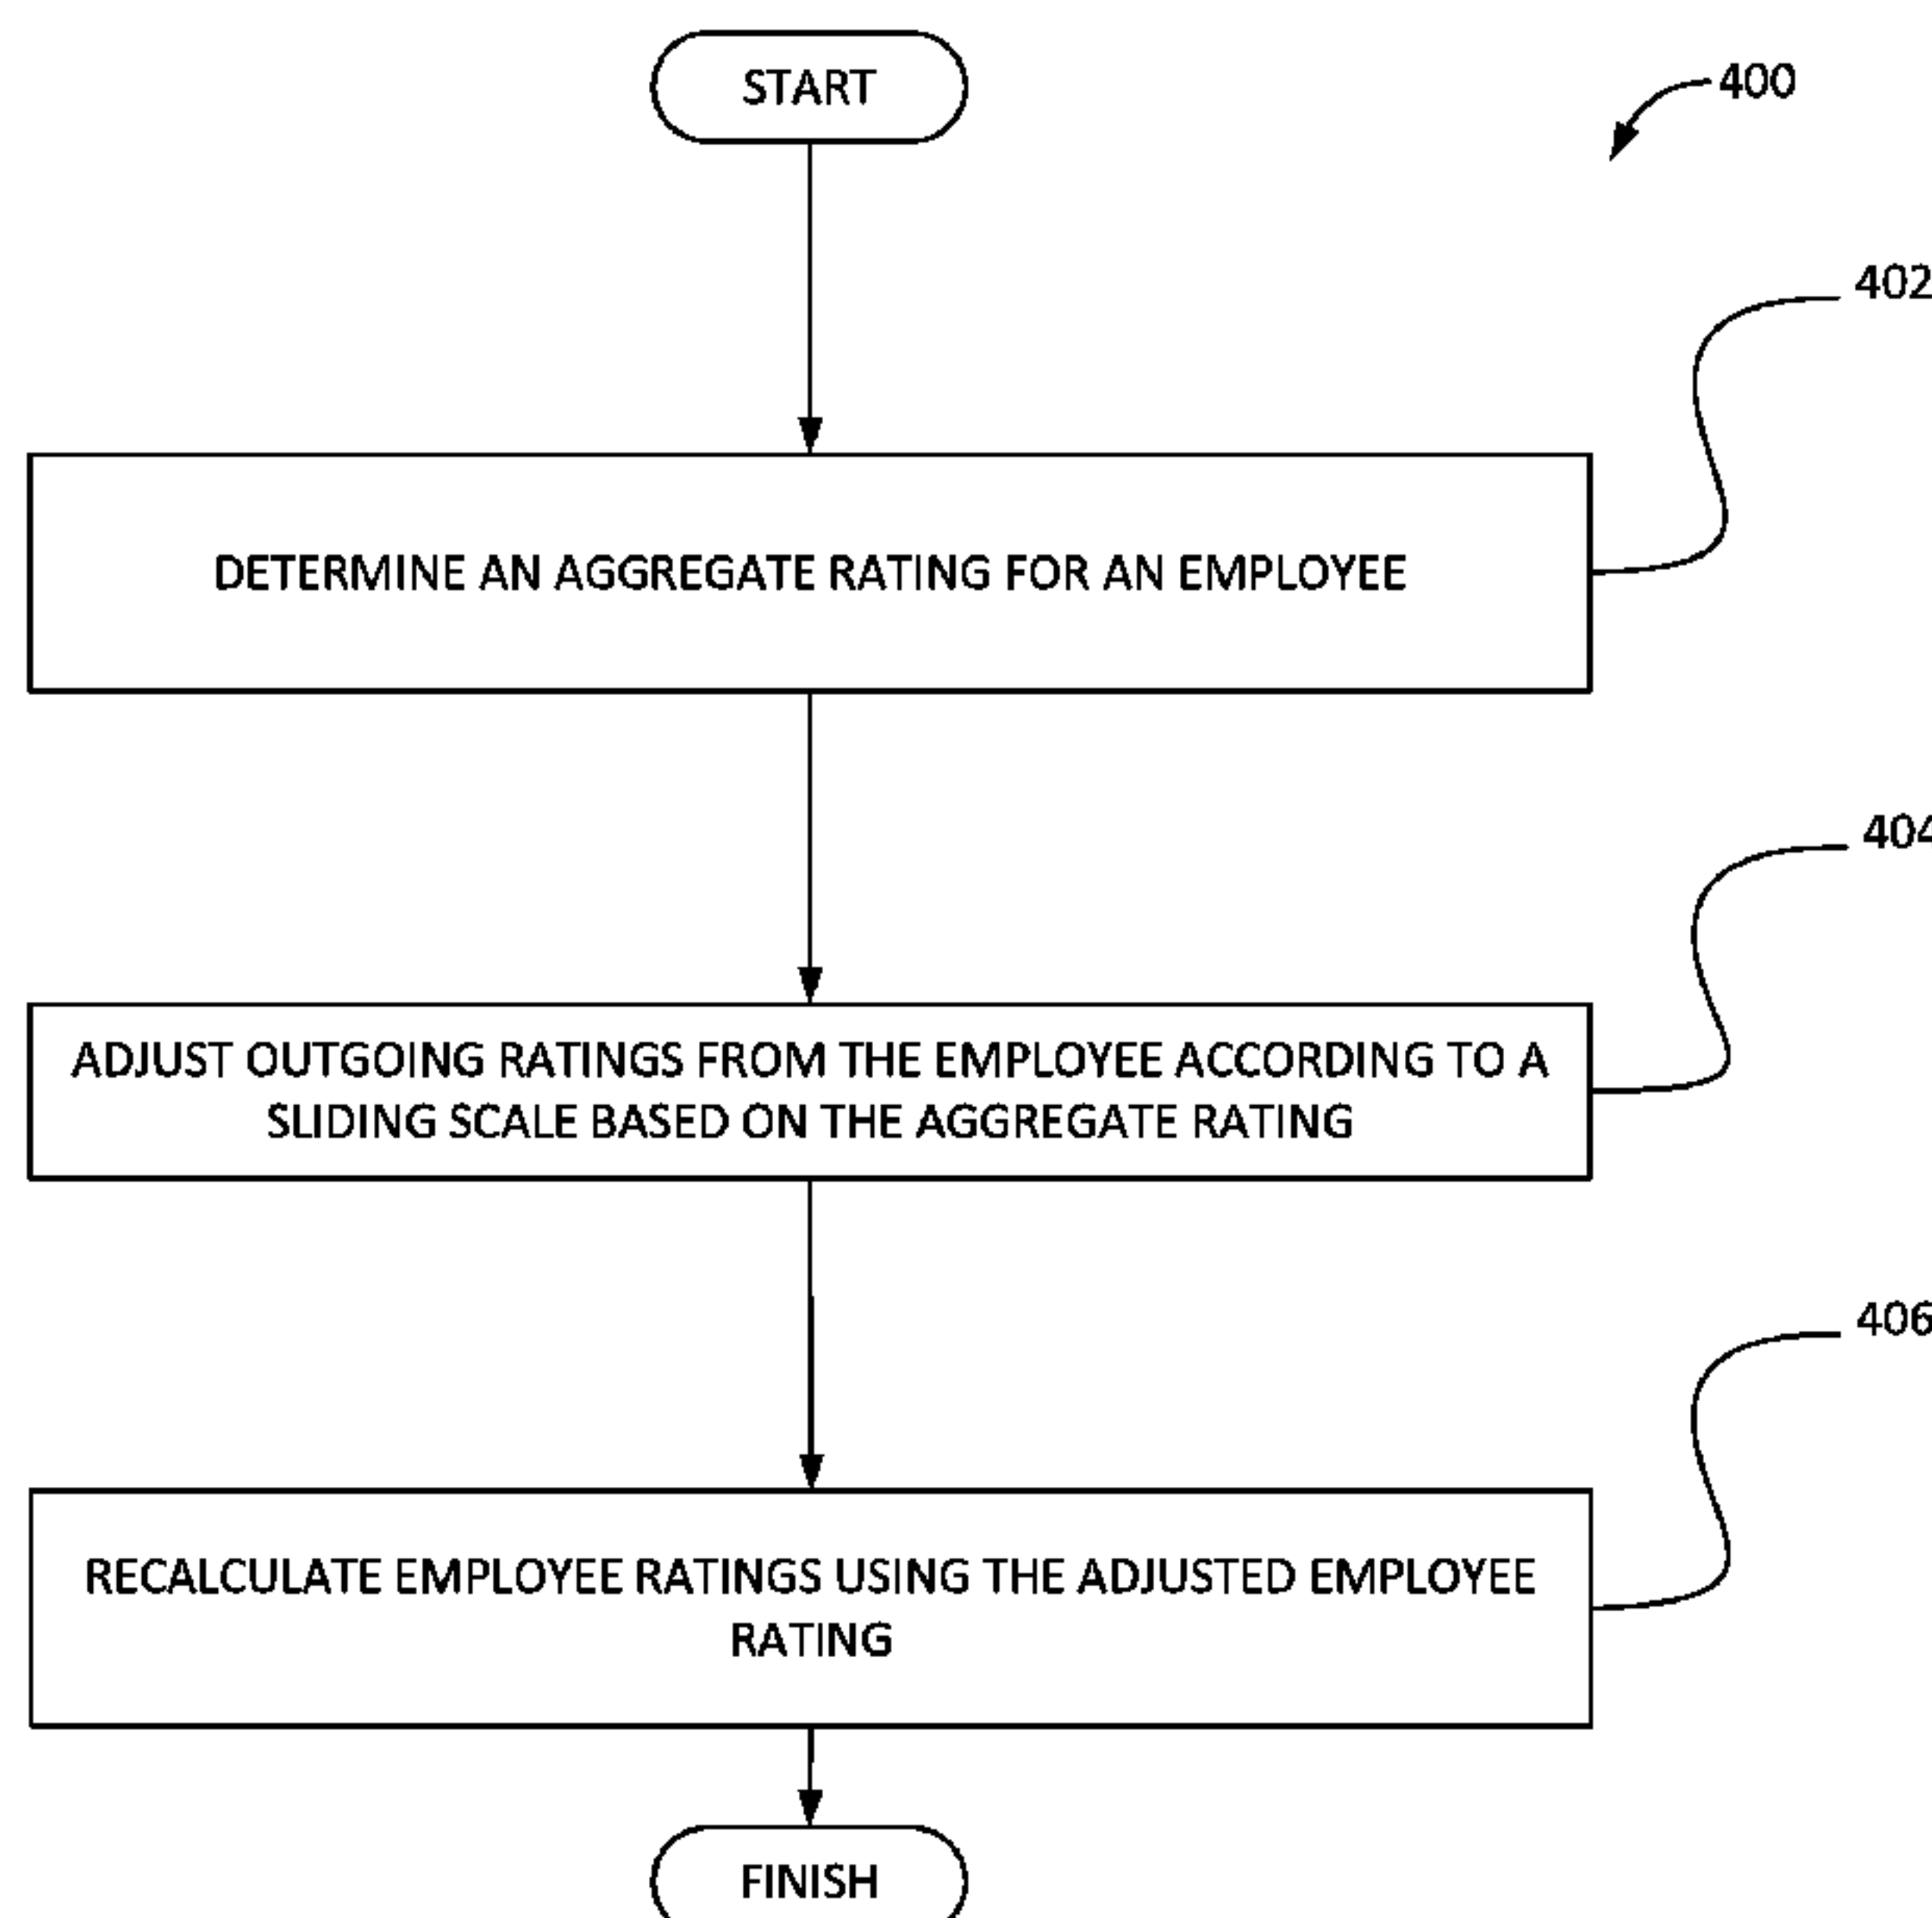 START
400
402
DETERMINE AN AGGREGATE RATING FOR AN EMPLOYEE
404
ADJUST OUTGOING RATINGS FROM THE EMPLOYEE ACCORDING TO A
SLIDING SCALE BASED ON THE AGGREGATE RATING
406
RECALCULATE EMPLOYEE RATINGS USING THE ADJUSTED EMPLOYEE
RATING
FINISH